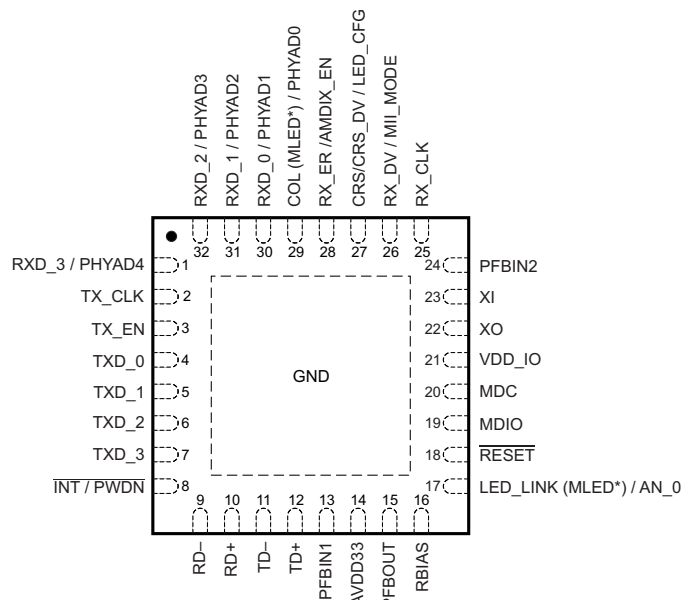 RXD_2 / PHYAD3
RXD_1 / PHYAD2
RXD_0 / PHYAD1
COL (MLED*) / PHYAD0
RX_ER /AMDIX_EN
CRS/CRS_DV / LED_CFG
RX_DV / MII_MODE
RX_CLK
32
31
30
29
28
27
26
25
RXD_3 / PHYAD4 1
TX_CLK 2
TX_EN 3
TXD_0 4
TXD_1 5
TXD_2 6
TXD_3 7
INT / PWDN 8
GND
24 PFBIN2
23 XI
22 XO
21 VDD_IO
20 MDC
19 MDIO
18 RESET
17 LED_LINK (MLED*) / AN_0
9
10
11
12
13
14
15
16
RD–
RD+
TD–
TD+
PFBIN1
AVDD33
PFBOUT
RBIAS